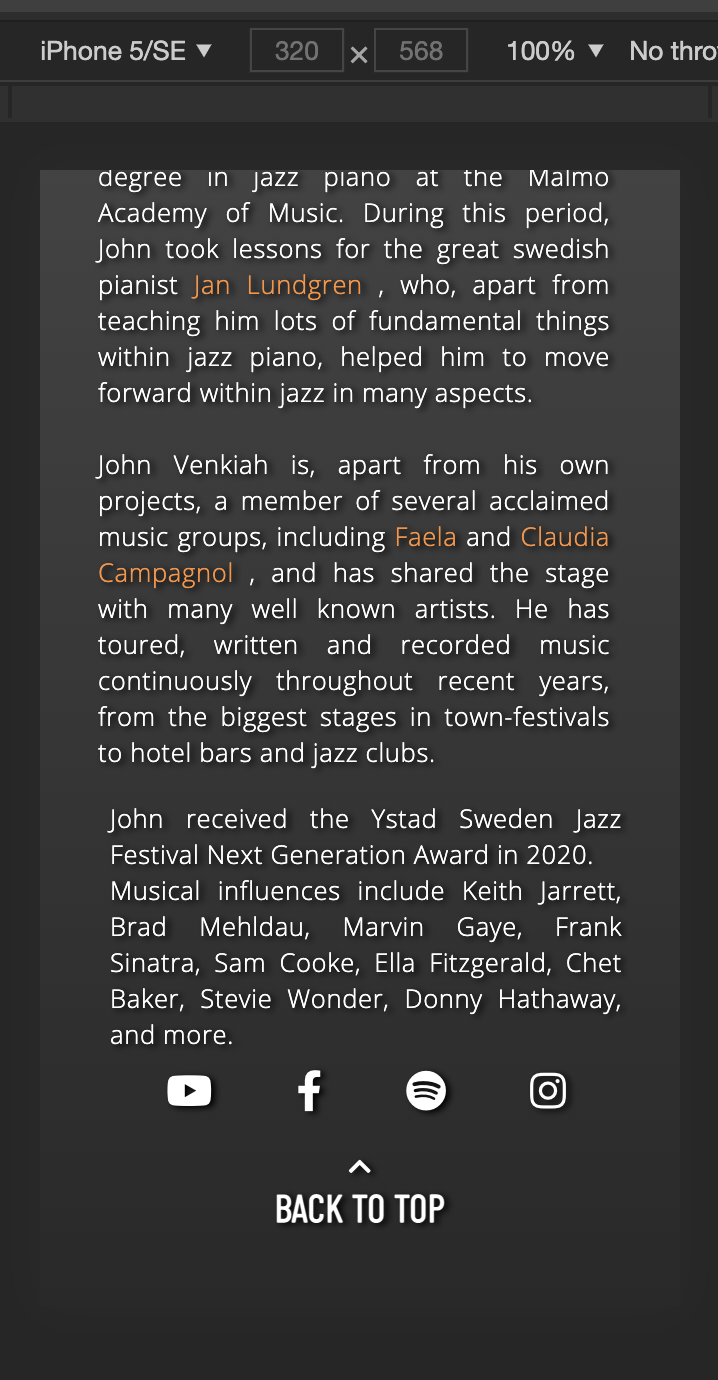 iPhone 5/SE ▼ 320 × 568 100% ▼ No thro
degree in jazz piano at the Malmö
Academy of Music. During this period,
John took lessons for the great swedish
pianist Jan Lundgren , who, apart from
teaching him lots of fundamental things
within jazz piano, helped him to move
forward within jazz in many aspects.
John Venkiah is, apart from his own
projects, a member of several acclaimed
music groups, including Faela and Claudia
Campagnol , and has shared the stage
with many well known artists. He has
toured, written and recorded music
continuously throughout recent years,
from the biggest stages in town-festivals
to hotel bars and jazz clubs.
John received the Ystad Sweden Jazz
Festival Next Generation Award in 2020.
Musical influences include Keith Jarrett,
Brad Mehldau, Marvin Gaye, Frank
Sinatra, Sam Cooke, Ella Fitzgerald, Chet
Baker, Stevie Wonder, Donny Hathaway,
and more.
BACK TO TOP